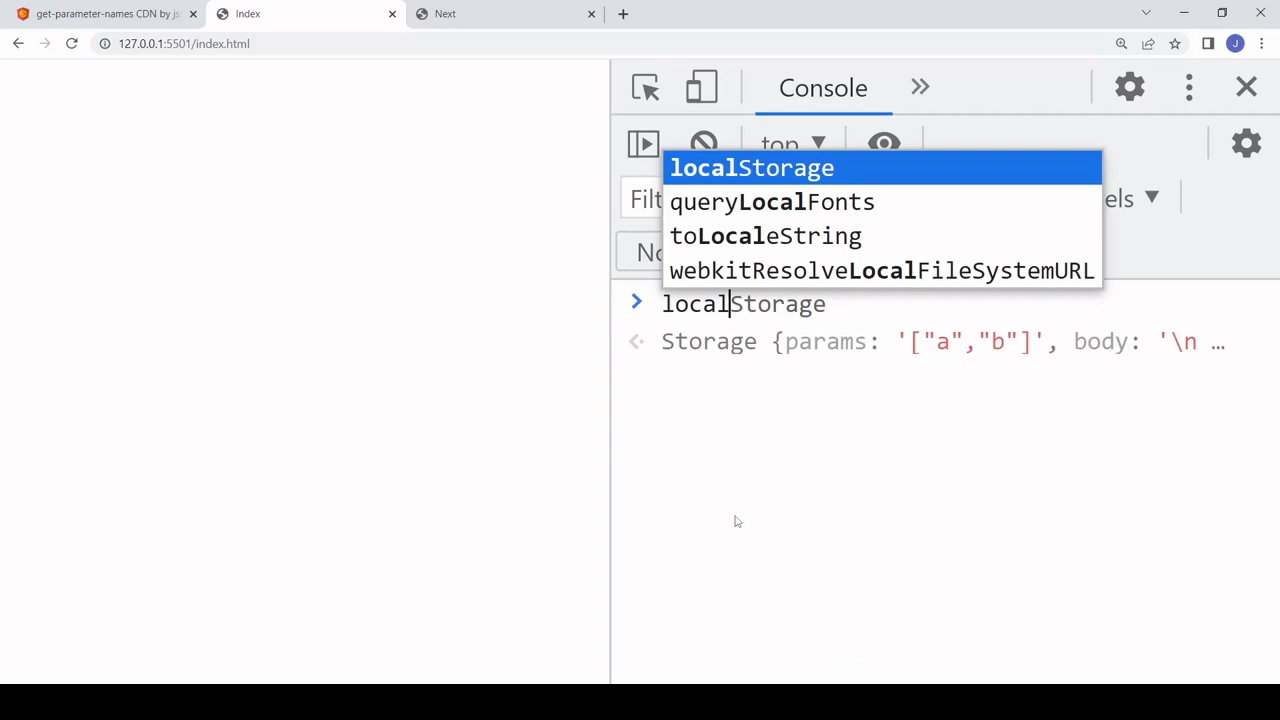 get-parameter-names CDN by js
Index
Next
127.0.0.1:5501/index.html
J
Console
top
localStorage
queryLocalFonts
toLocaleString
webkitResolveLocalFileSystemURL
Filt
els
No
localStorage
Storage {params: '["a","b"]', body: '\n …